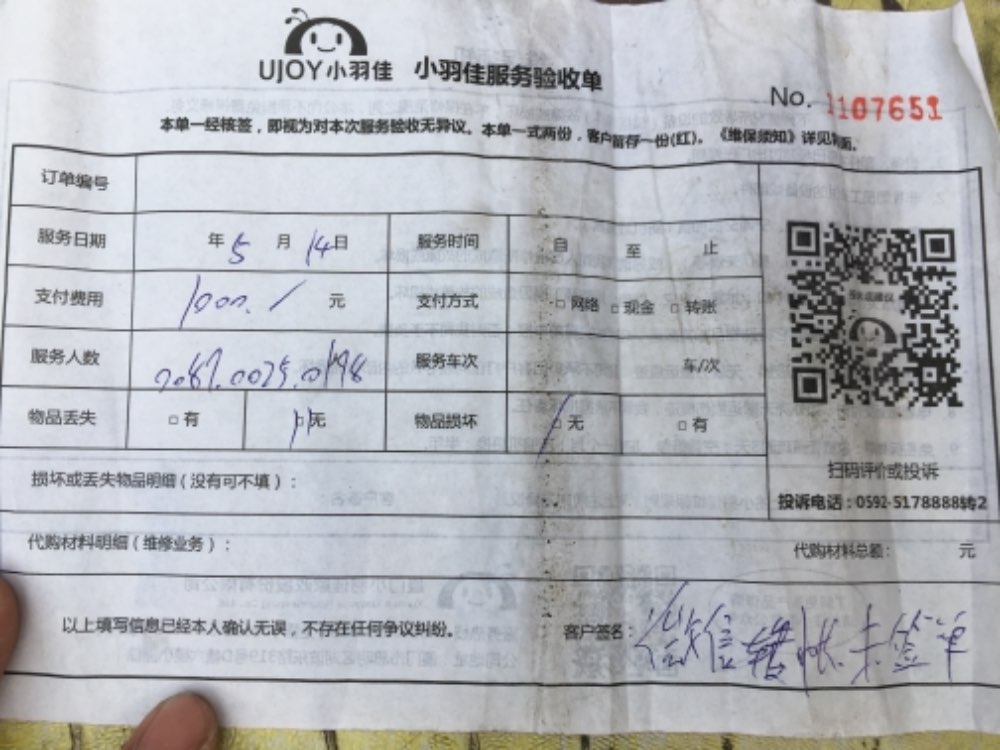 UJOY小羽佳 小羽佳服务验收单
No. 1107651
本单一经核签，即视为对本次服务验收无异议。本单一式两份，客户留存一份(红)。《维保须知》详见背面。
订单编号
服务日期 年 5 月 14 日 服务时间 自 至 止
支付费用 1000. / 元 支付方式 □ 网络 □ 现金 □ 转账
服务人数 服务车次 车/次
物品丢失 □ 有 □ 无 物品损坏 □ 无 □ 有
扫码评价或投诉
投诉电话：0592-5178888转2
损坏或丢失物品明细（没有可不填）：
代购材料明细（维修业务）： 代购材料总额： 元
以上填写信息已经本人确认无误，不存在任何争议纠纷。 客户签名： 微信转账未签单